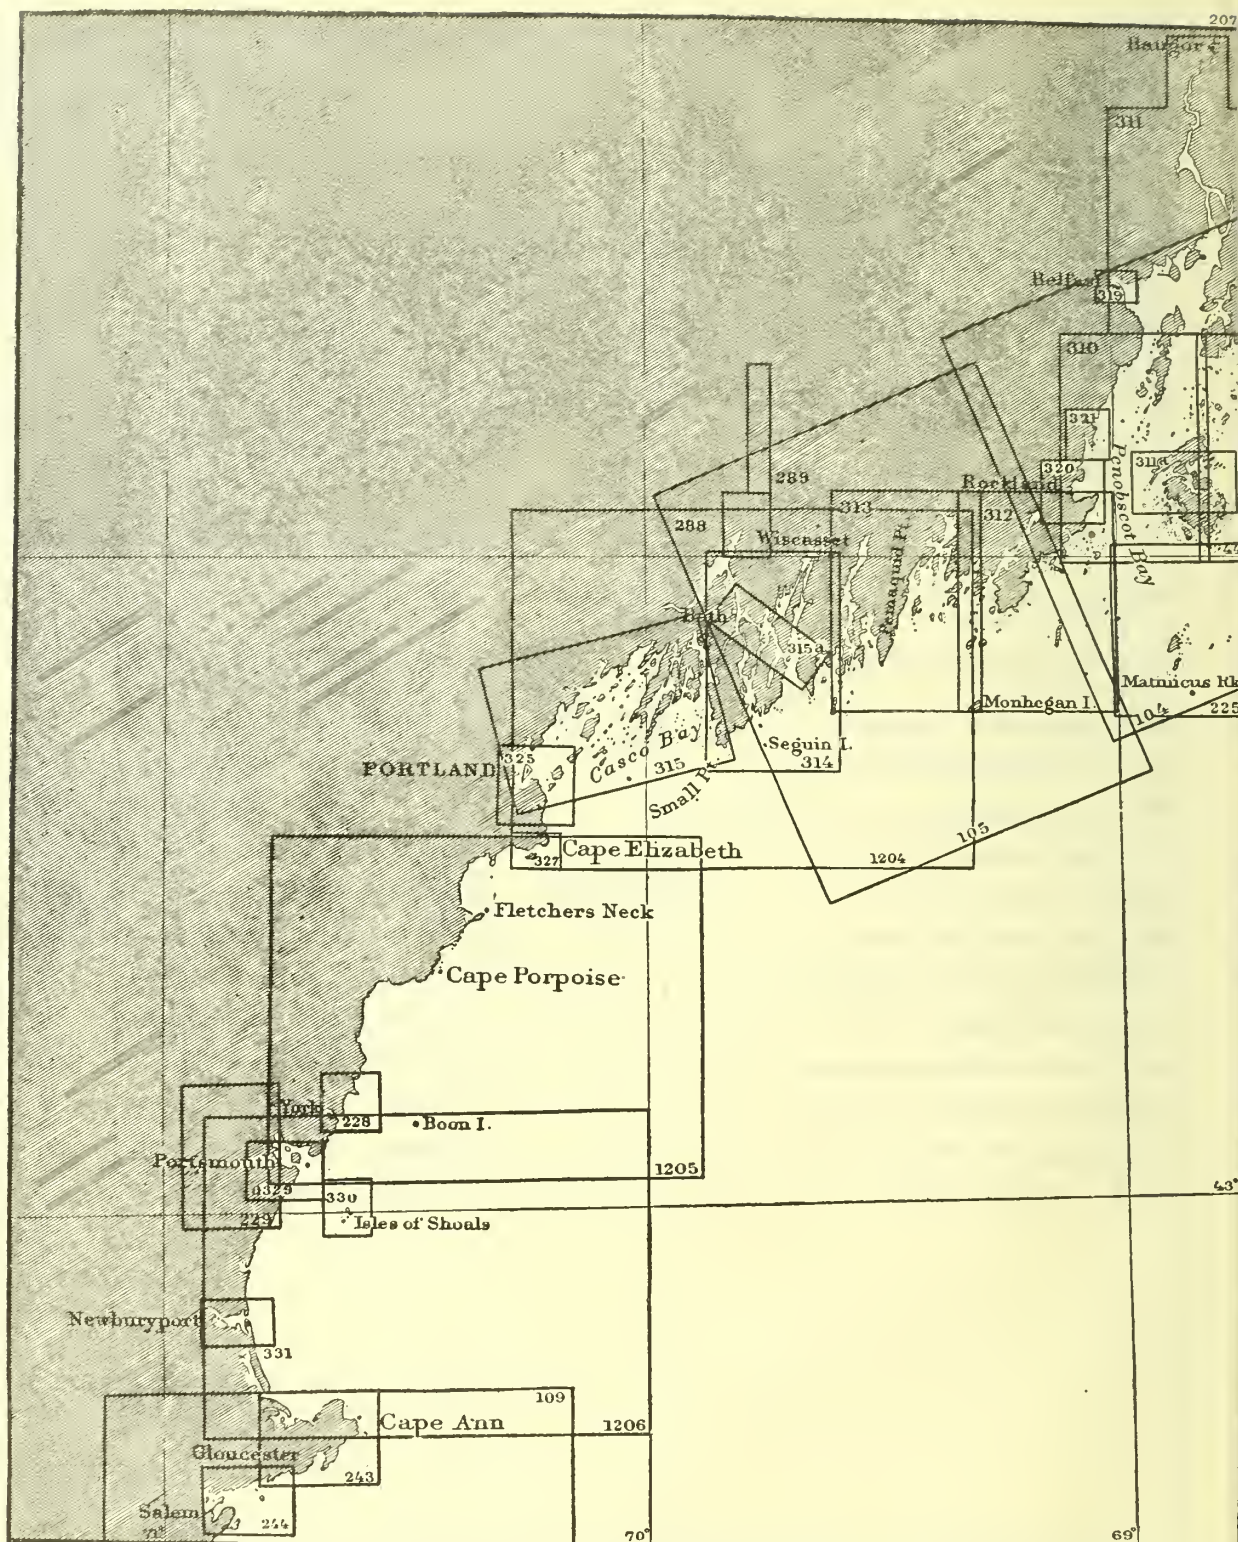 207
Bangor
311
Belfast
319
310
321
320
311a
Penobscot Bay
Rockland
289
313
312
288
Wiscasset
Pemaquid Pt.
44
Bath
315a
Matinicus Rk
Monhegan I.
104
225
Seguin I.
314
Casco Bay
315
Small Pt.
325
PORTLAND
105
327
Cape Elizabeth
1204
Fletchers Neck
Cape Porpoise
York
228
Boon I.
Portsmouth
1205
329
330
43°
229
Isles of Shoals
Newburyport
331
109
Cape Ann
1206
Gloucester
243
Salem
244
71°
70°
69°